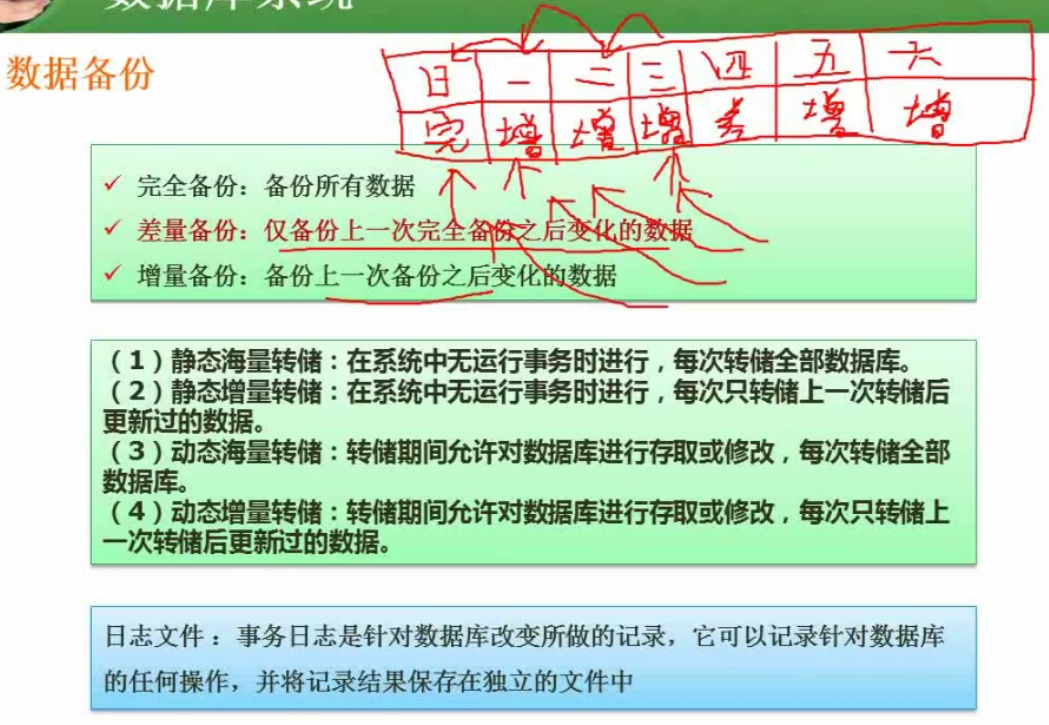 数据库系统
数据备份
日 一 二 三 四 五 六
完 增 增 增 差 增 增
✓ 完全备份：备份所有数据
✓ 差量备份：仅备份上一次完全备份之后变化的数据
✓ 增量备份：备份上一次备份之后变化的数据
（1）静态海量转储：在系统中无运行事务时进行，每次转储全部数据库。
（2）静态增量转储：在系统中无运行事务时进行，每次只转储上一次转储后
更新过的数据。
（3）动态海量转储：转储期间允许对数据库进行存取或修改，每次转储全部
数据库。
（4）动态增量转储：转储期间允许对数据库进行存取或修改，每次只转储上
一次转储后更新过的数据。
日志文件：事务日志是针对数据库改变所做的记录，它可以记录针对数据库
的任何操作，并将记录结果保存在独立的文件中